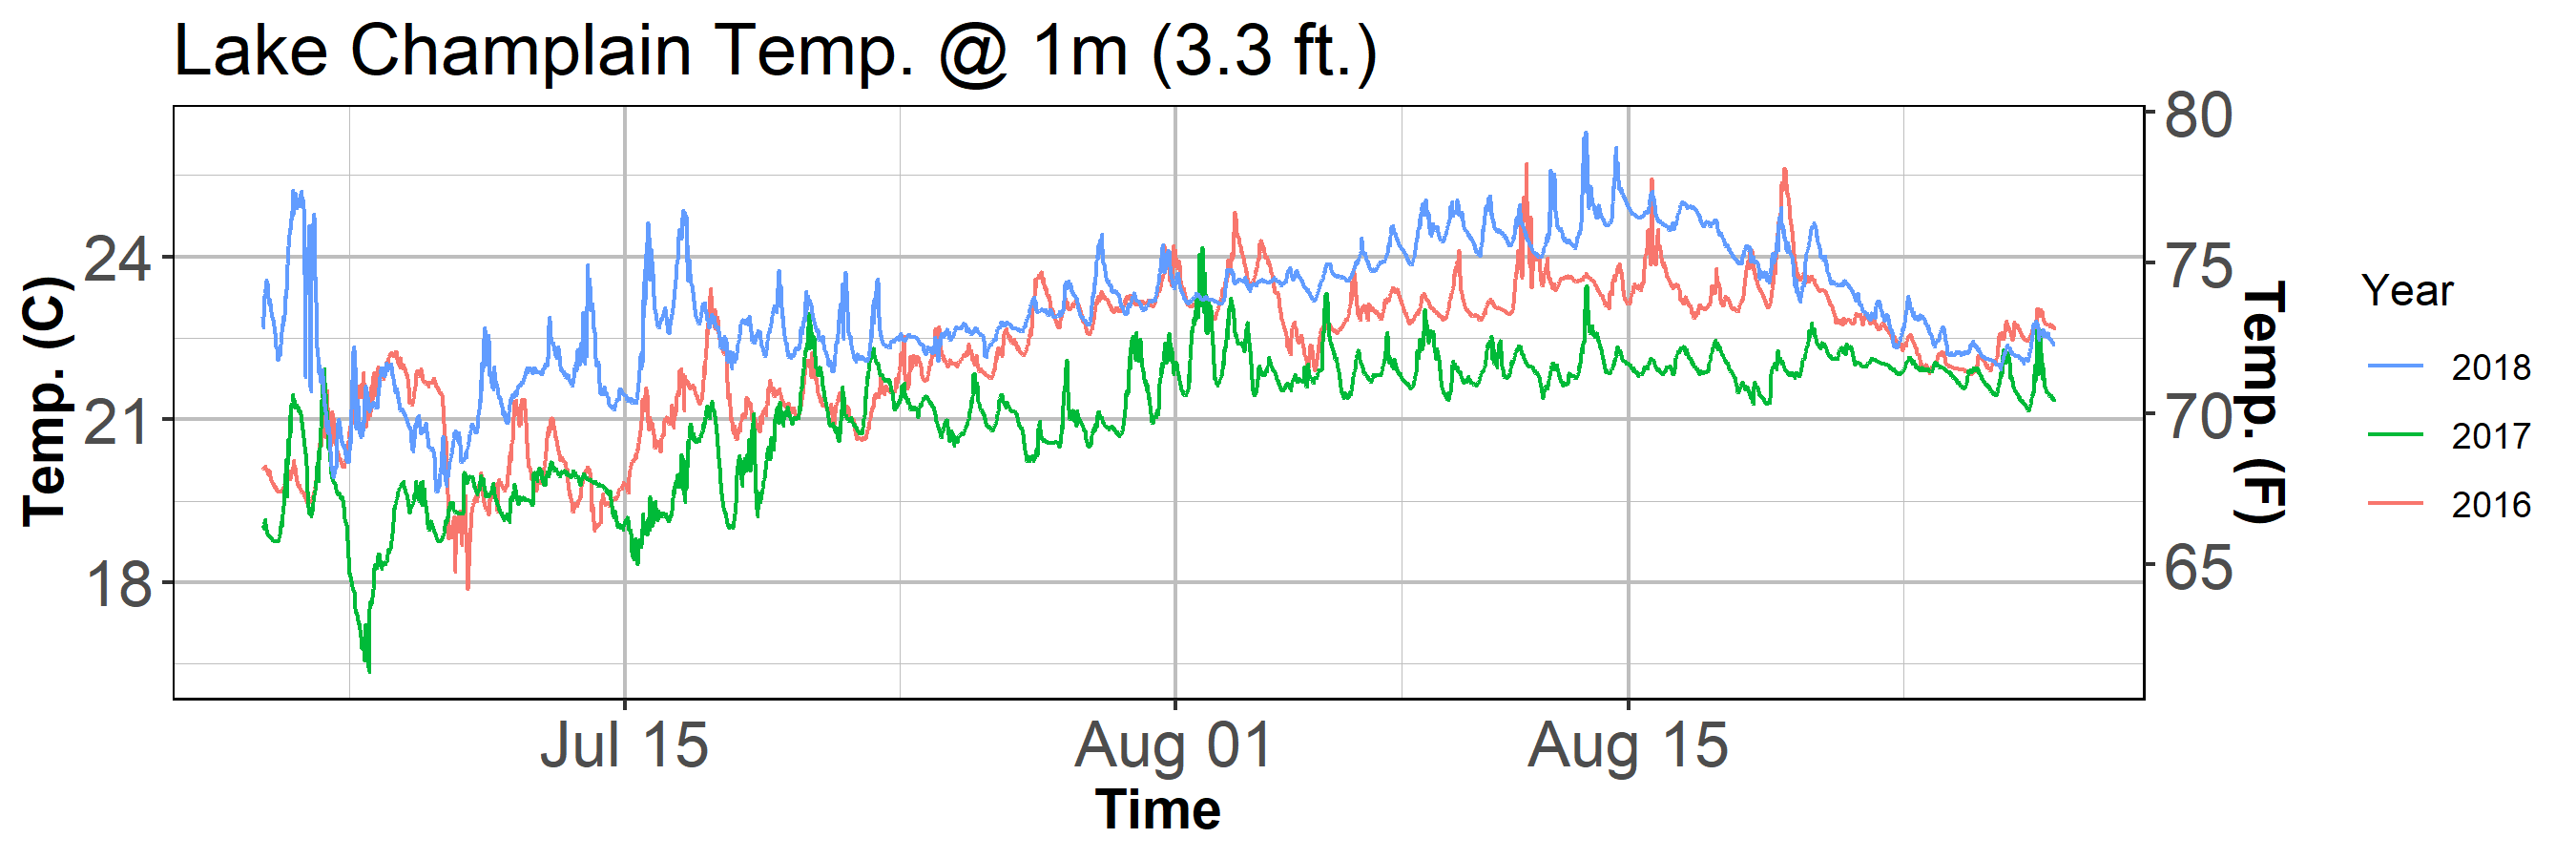 Lake Champlain Temp. @ 1m (3.3 ft.)
Temp. (C)
24
21
18
80
75
70
65
Temp. (F)
Jul 15
Aug 01
Aug 15
Time
Year
2018
2017
2016